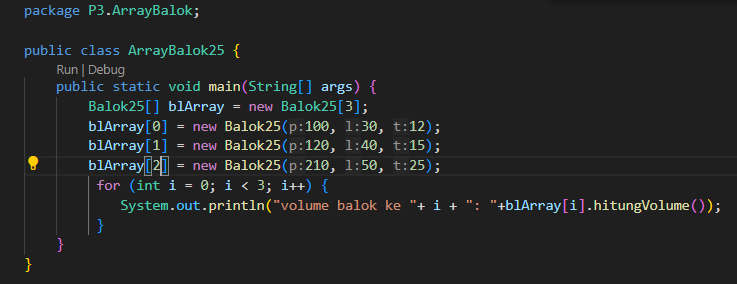 package P3.ArrayBalok;
public class ArrayBalok25 {
Run | Debug
public static void main(String[] args) {
Balok25[] blArray = new Balok25[3];
blArray[0] = new Balok25(p:100, l:30, t:12);
blArray[1] = new Balok25(p:120, l:40, t:15);
blArray[2] = new Balok25(p:210, l:50, t:25);
for (int i = 0; i < 3; i++) {
System.out.println("volume balok ke "+ i + ": "+blArray[i].hitungVolume());
}
}
}